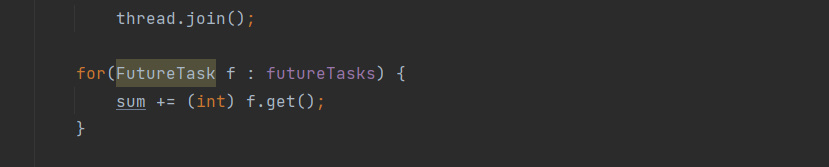 thread.join();
for(FutureTask f : futureTasks) {
sum += (int) f.get();
}